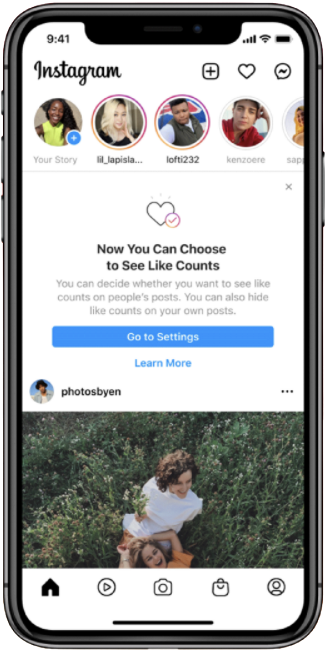 9:41
Instagram
Your Story
lil_lapisla...
lofti232
kenzoere
sapp
Now You Can Choose
to See Like Counts
You can decide whether you want to see like
counts on people's posts. You can also hide
like counts on your own posts.
Go to Settings
Learn More
photosbyen